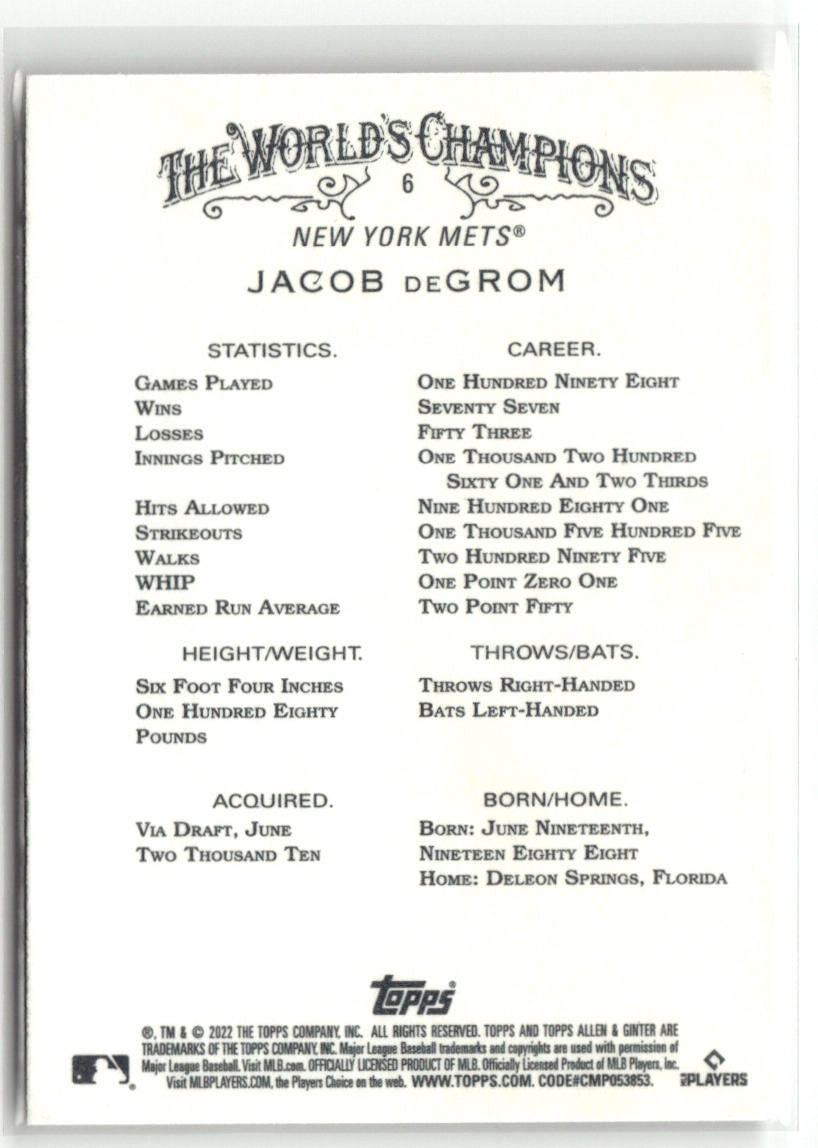 THE WORLD'S CHAMPIONS
6
NEW YORK METS®
JACOB DEGROM
STATISTICS.
CAREER.
GAMES PLAYED ONE HUNDRED NINETY EIGHT
WINS SEVENTY SEVEN
LOSSES FIFTY THREE
INNINGS PITCHED ONE THOUSAND TWO HUNDRED
SIXTY ONE AND TWO THIRDS
HITS ALLOWED NINE HUNDRED EIGHTY ONE
STRIKEOUTS ONE THOUSAND FIVE HUNDRED FIVE
WALKS TWO HUNDRED NINETY FIVE
WHIP ONE POINT ZERO ONE
EARNED RUN AVERAGE TWO POINT FIFTY
HEIGHT/WEIGHT.
SIX FOOT FOUR INCHES
ONE HUNDRED EIGHTY
POUNDS
THROWS/BATS.
THROWS RIGHT-HANDED
BATS LEFT-HANDED
ACQUIRED.
VIA DRAFT, JUNE
TWO THOUSAND TEN
BORN/HOME.
BORN: JUNE NINETEENTH,
NINETEEN EIGHTY EIGHT
HOME: DELEON SPRINGS, FLORIDA
topps®
®, TM & © 2022 THE TOPPS COMPANY, INC. ALL RIGHTS RESERVED. TOPPS AND TOPPS ALLEN & GINTER ARE
TRADEMARKS OF THE TOPPS COMPANY, INC. Major League Baseball trademarks and copyrights are used with permission of
Major League Baseball. Visit MLB.com. OFFICIALLY LICENSED PRODUCT OF MLB. Officially Licensed Product of MLB Players, Inc.
Visit MLBPLAYERS.COM, the Players Choice on the web. WWW.TOPPS.COM. CODE#CMP053853.
PLAYERS